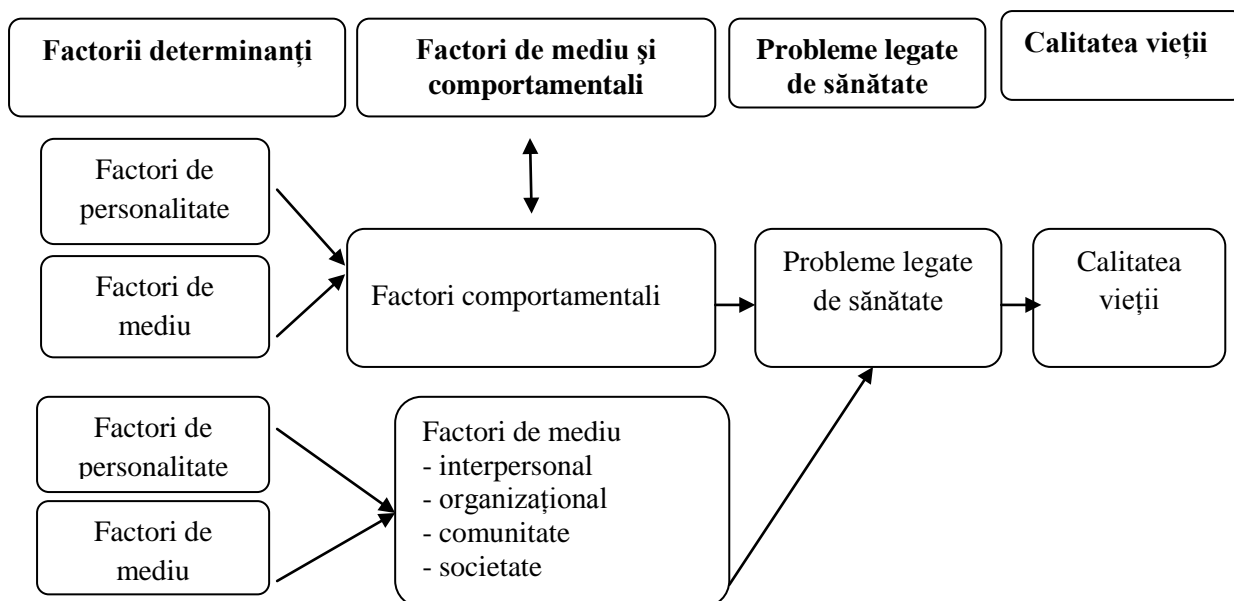 Factorii determinanți
Factori de mediu şi
comportamentali
Probleme legate
de sănătate
Calitatea vieții
Factori de
personalitate
Factori de
mediu
Factori comportamentali
Probleme legate
de sănătate
Calitatea
vieții
Factori de
personalitate
Factori de
mediu
Factori de mediu
- interpersonal
- organizațional
- comunitate
- societate